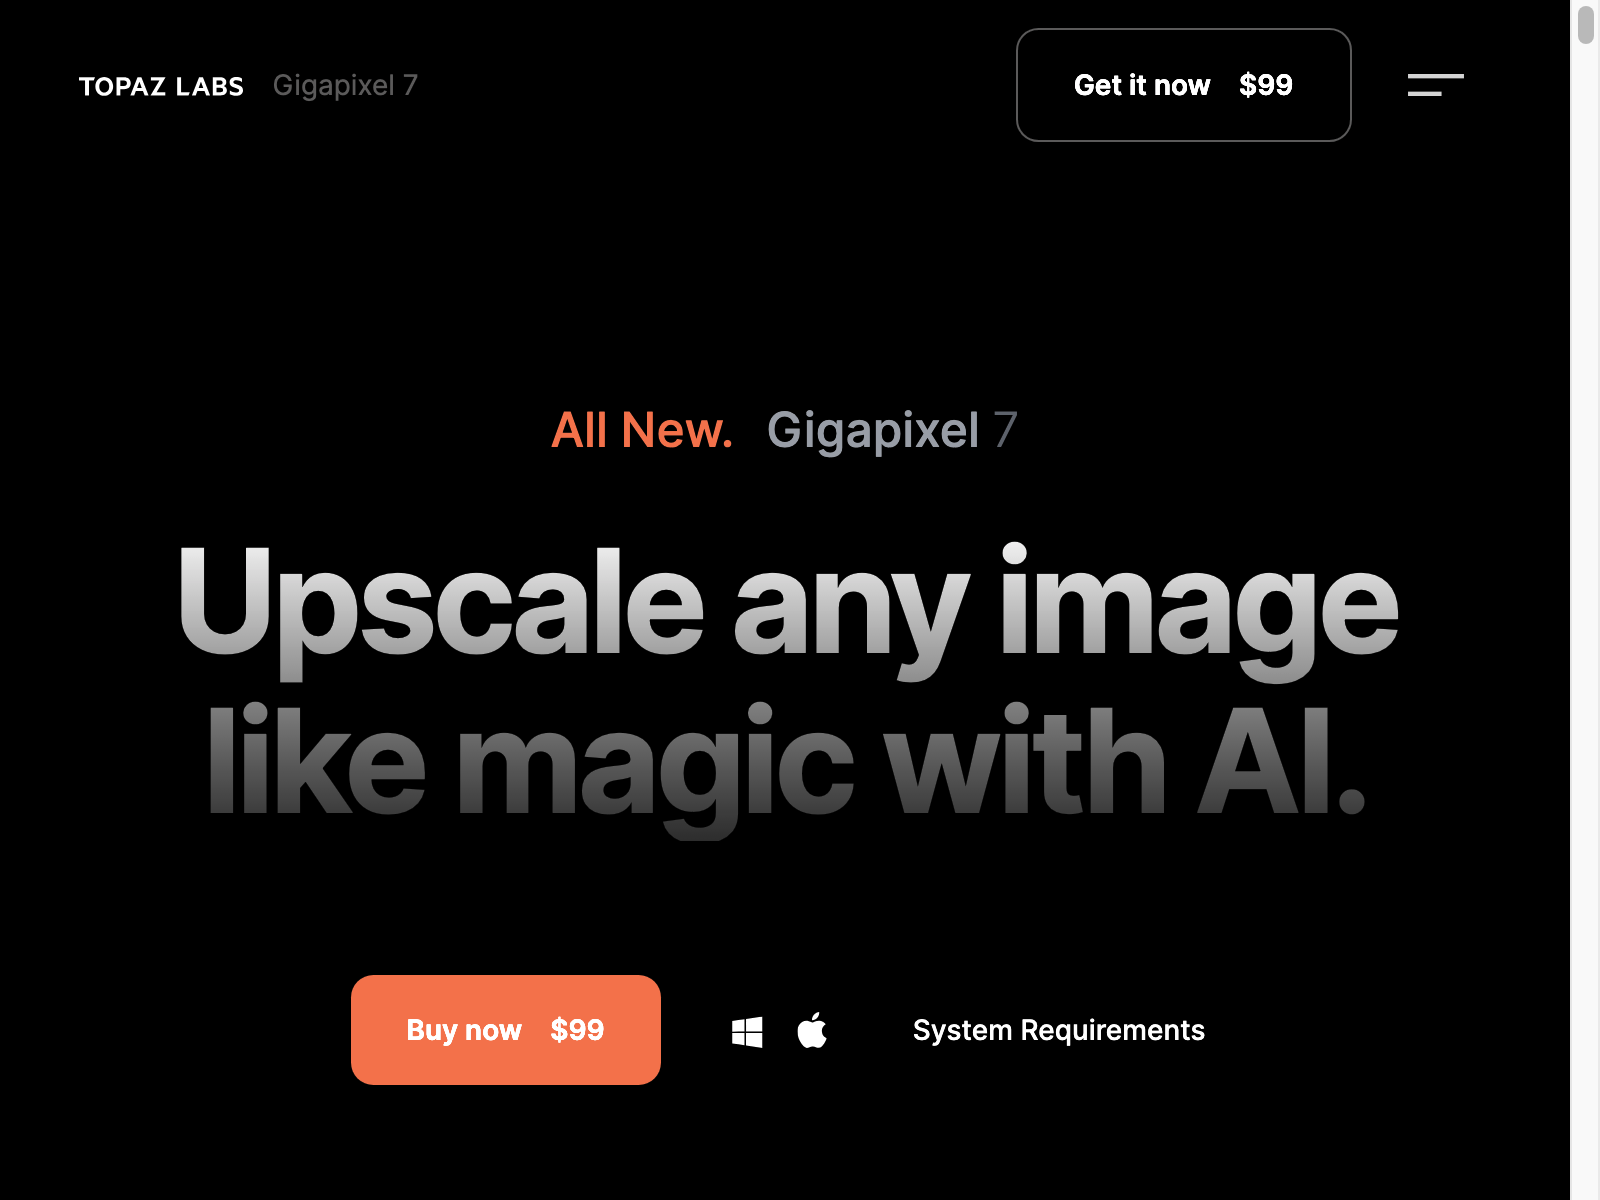 TOPAZ LABS Gigapixel 7
Get it now $99
All New. Gigapixel 7
Upscale any image
like magic with AI.
Buy now $99
System Requirements